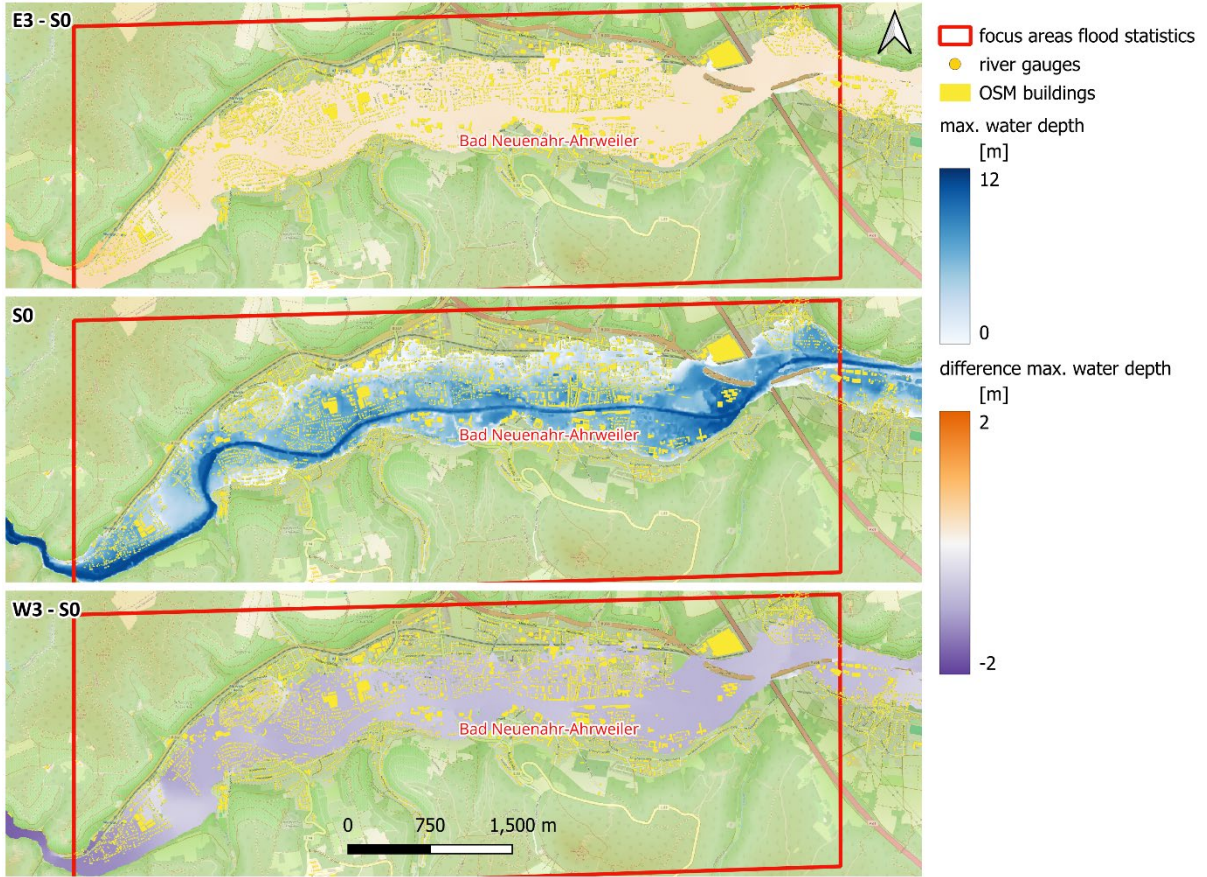 E3 - S0
Bad Neuenahr-Ahrweiler
S0
Bad Neuenahr-Ahrweiler
W3 - S0
Bad Neuenahr-Ahrweiler
0 750 1,500 m
focus areas flood statistics
river gauges
OSM buildings
max. water depth
[m]
12
0
difference max. water depth
[m]
2
-2